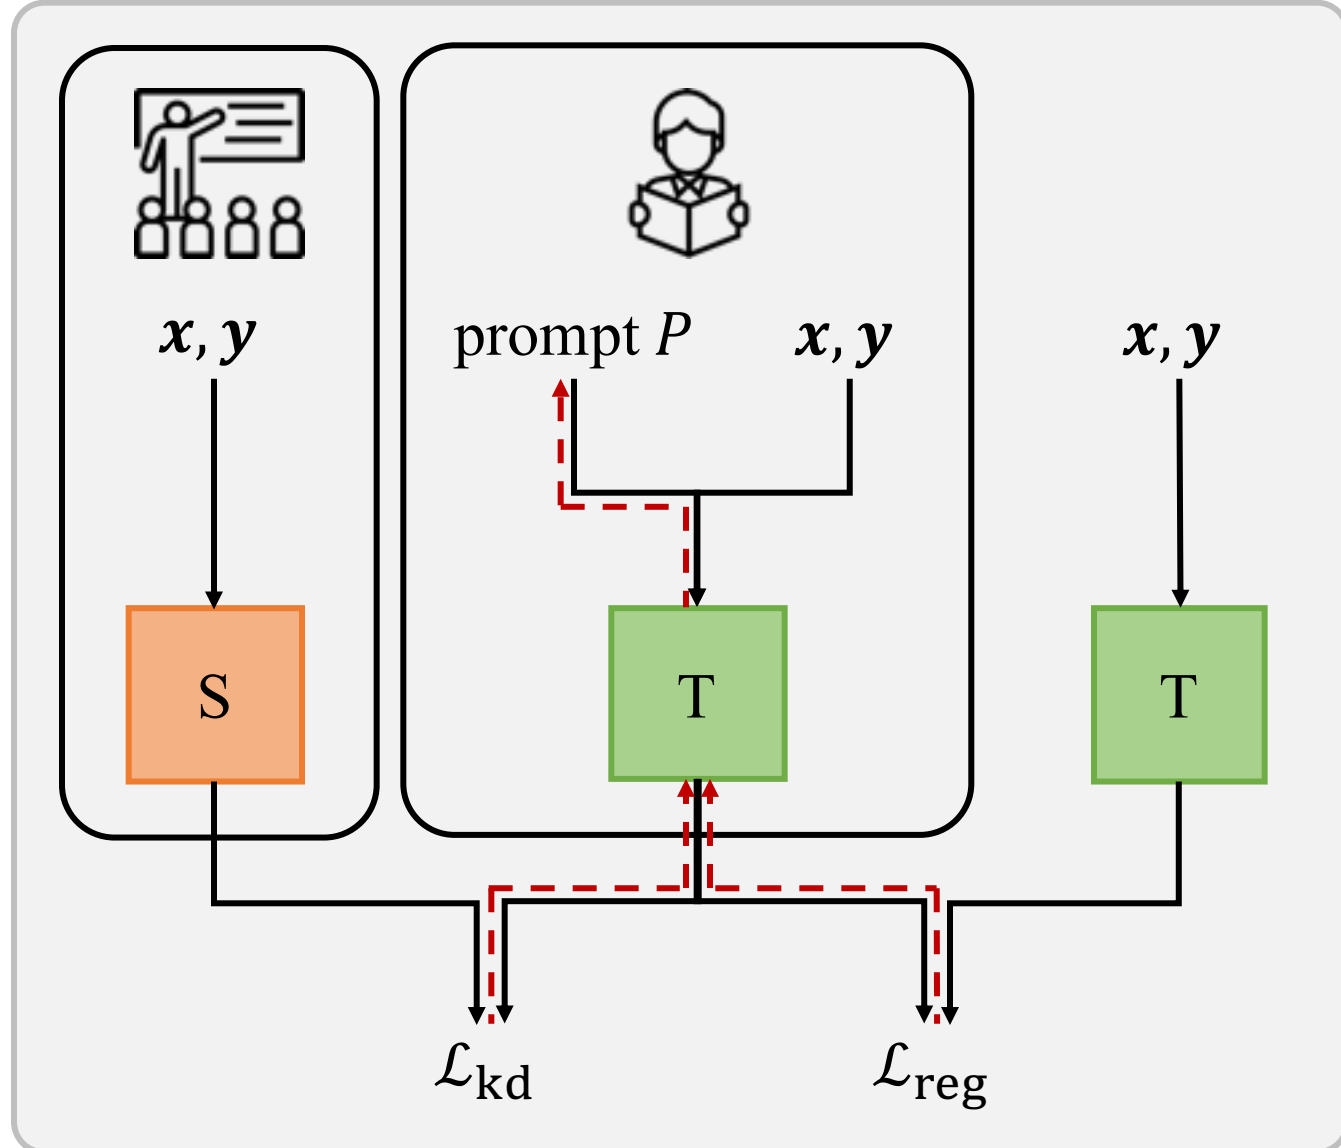 x, y
prompt P
x, y
x, y
S
T
T
ℒkd
ℒreg